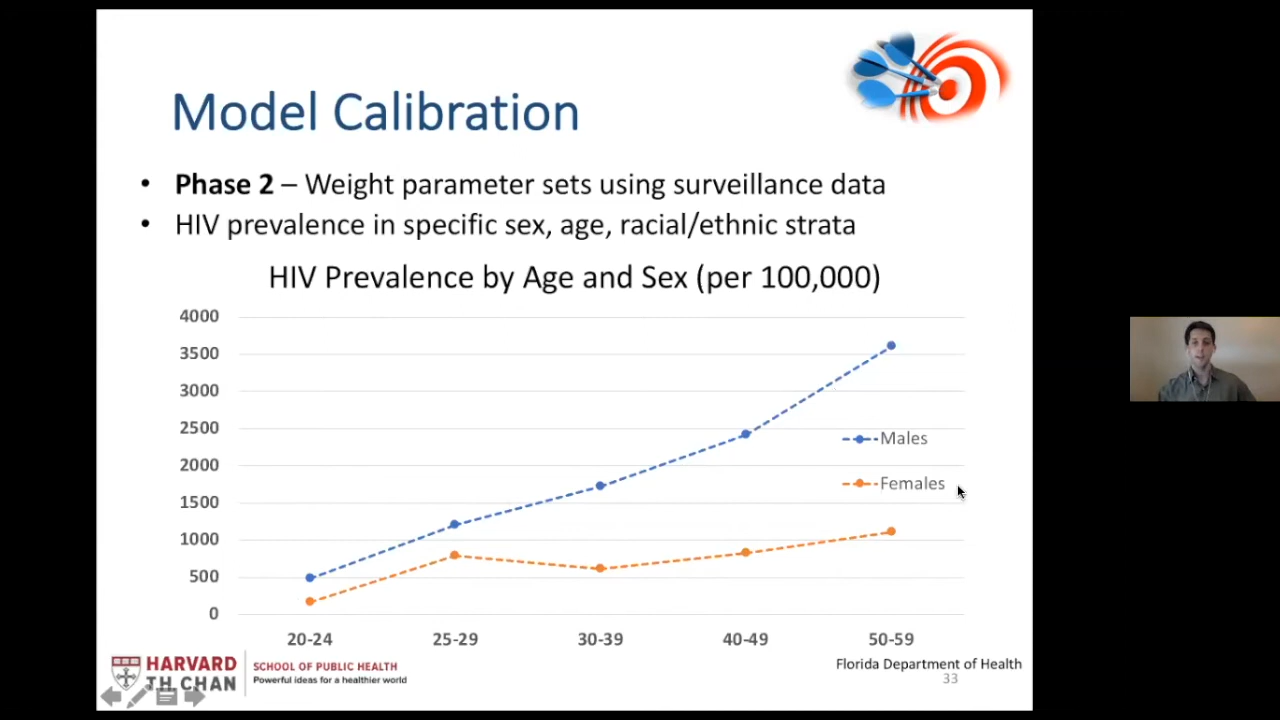 Model Calibration
• Phase 2 – Weight parameter sets using surveillance data
• HIV prevalence in specific sex, age, racial/ethnic strata
HIV Prevalence by Age and Sex (per 100,000)
4000
3500
3000
2500
2000
1500
1000
500
0
Males
Females
20-24 25-29 30-39 40-49 50-59
HARVARD
T.H. CHAN
SCHOOL OF PUBLIC HEALTH
Powerful ideas for a healthier world
Florida Department of Health
33